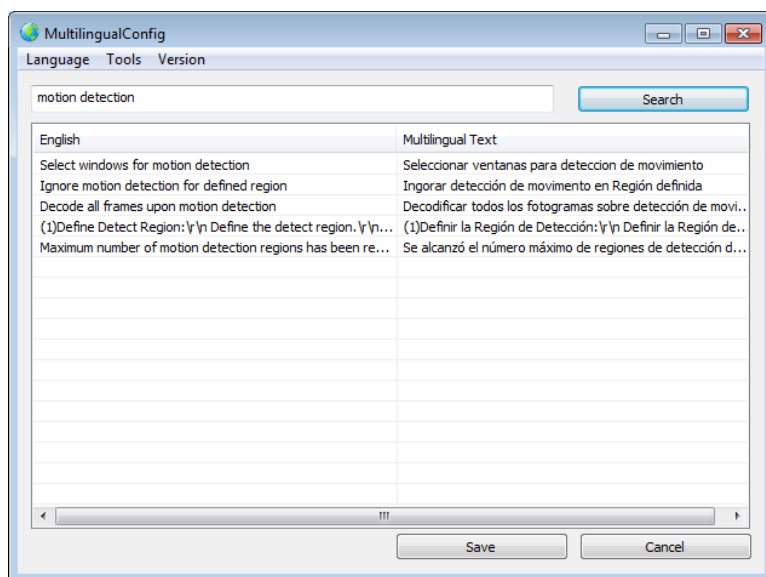 MultilingualConfig
Language Tools Version
motion detection Search
English Multilingual Text
Select windows for motion detection Seleccionar ventanas para deteccion de movimiento
Ignore motion detection for defined region Ingorar detección de movimento en Región definida
Decode all frames upon motion detection Decodificar todos los fotogramas sobre detección de movi...
(1)Define Detect Region:\r\n Define the detect region.\r\n... (1)Definir la Región de Detección:\r\n Definir la Región de...
Maximum number of motion detection regions has been re... Se alcanzó el número máximo de regiones de detección d...
Save Cancel